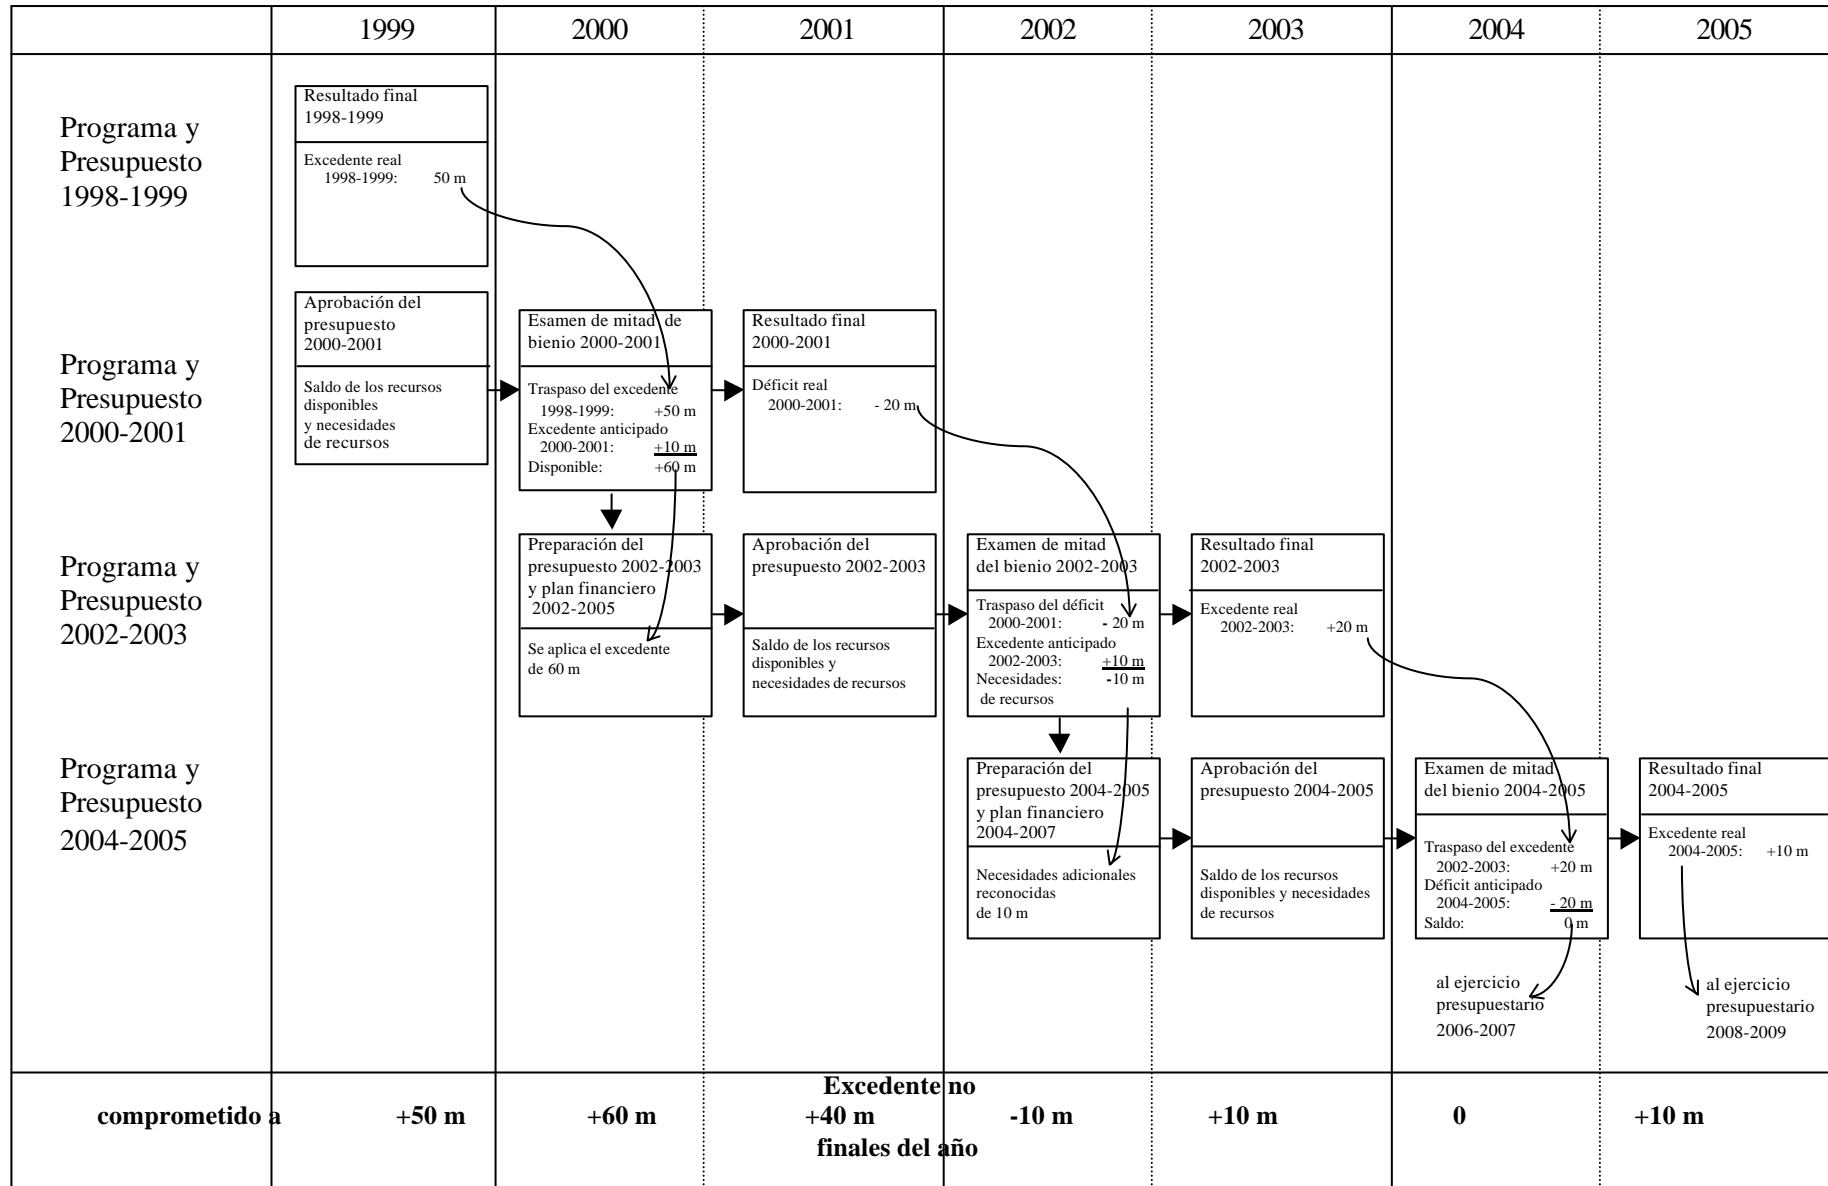 1999 2000 2001 2002 2003 2004 2005
Programa y
Presupuesto
1998-1999
Resultado final
1998-1999
Excedente real
1998-1999: 50 m
Programa y
Presupuesto
2000-2001
Aprobación del
presupuesto
2000-2001
Saldo de los recursos
disponibles
y necesidades
de recursos
Esamen de mitad de
bienio 2000-2001
Traspaso del excedente
1998-1999: +50 m
Excedente anticipado
2000-2001: +10 m
Disponible: +60 m
Resultado final
2000-2001
Déficit real
2000-2001: - 20 m
Programa y
Presupuesto
2002-2003
Preparación del
presupuesto 2002-2003
y plan financiero
2002-2005
Se aplica el excedente
de 60 m
Aprobación del
presupuesto 2002-2003
Saldo de los recursos
disponibles y
necesidades de recursos
Examen de mitad
del bienio 2002-2003
Traspaso del déficit
2000-2001: - 20 m
Excedente anticipado
2002-2003: +10 m
Necesidades: -10 m
de recursos
Resultado final
2002-2003
Excedente real
2002-2003: +20 m
Programa y
Presupuesto
2004-2005
Preparación del
presupuesto 2004-2005
y plan financiero
2004-2007
Necesidades adicionales
reconocidas
de 10 m
Aprobación del
presupuesto 2004-2005
Saldo de los recursos
disponibles y necesidades
de recursos
Examen de mitad
del bienio 2004-2005
Traspaso del excedente
2002-2003: +20 m
Déficit anticipado
2004-2005: - 20 m
Saldo: 0 m
Resultado final
2004-2005
Excedente real
2004-2005: +10 m
al ejercicio
presupuestario
2006-2007
al ejercicio
presupuestario
2008-2009
Excedente no
comprometido a +50 m +60 m +40 m -10 m +10 m 0 +10 m
finales del año